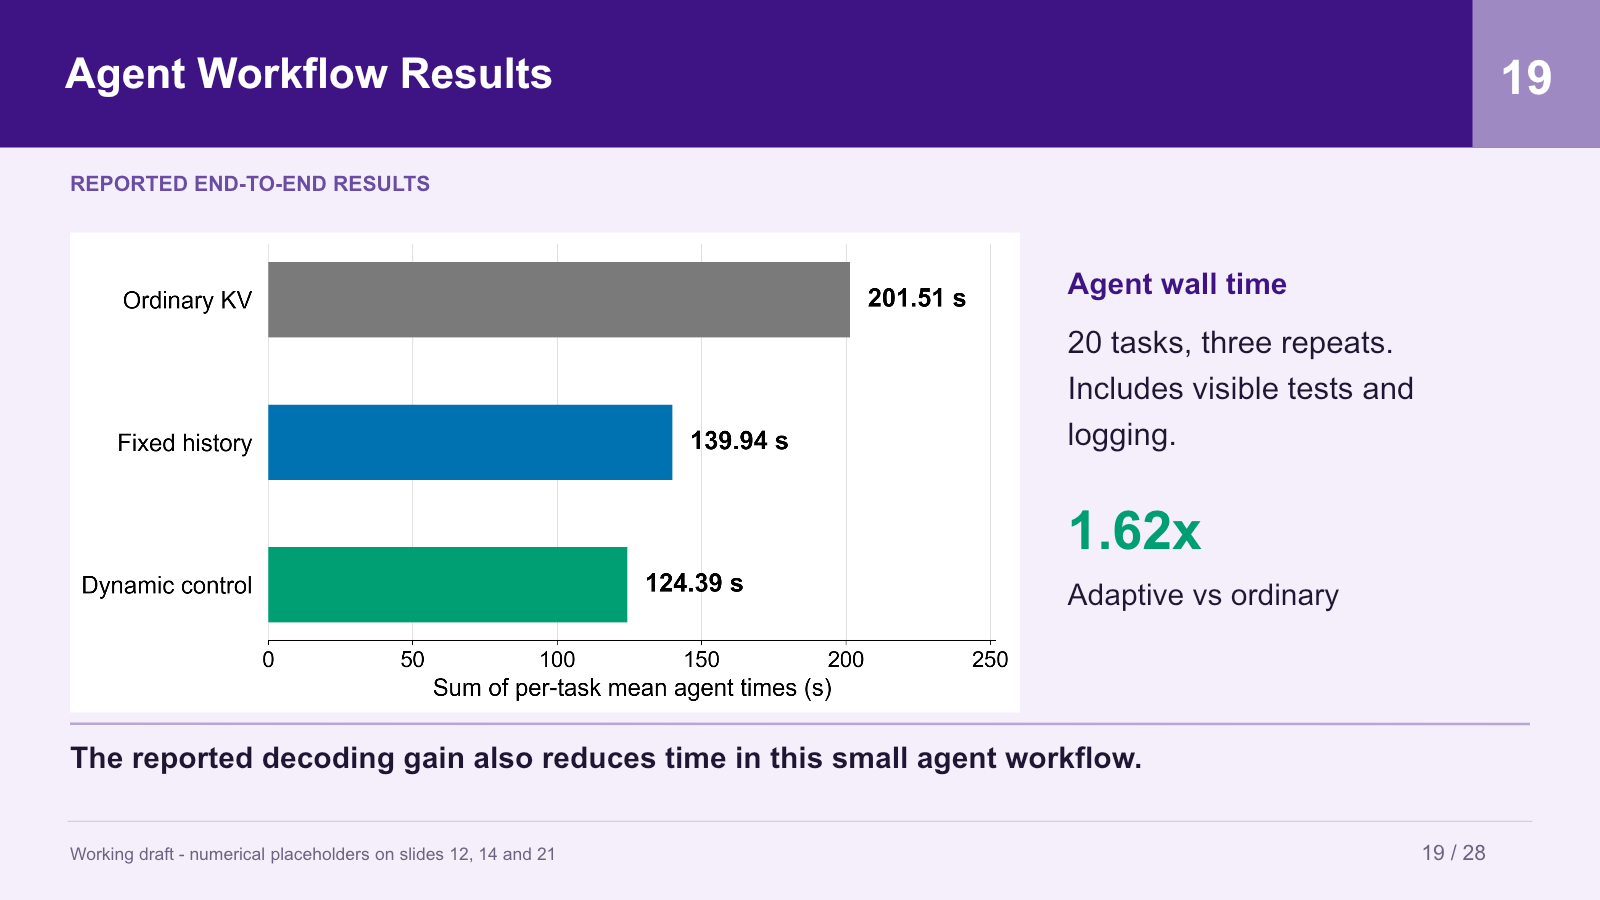 Agent Workflow Results
19
REPORTED END-TO-END RESULTS
Ordinary KV
201.51 s
Fixed history
139.94 s
Dynamic control
124.39 s
0 50 100 150 200 250
Sum of per-task mean agent times (s)
Agent wall time
20 tasks, three repeats.
Includes visible tests and
logging.
1.62x
Adaptive vs ordinary
The reported decoding gain also reduces time in this small agent workflow.
Working draft - numerical placeholders on slides 12, 14 and 21
19 / 28